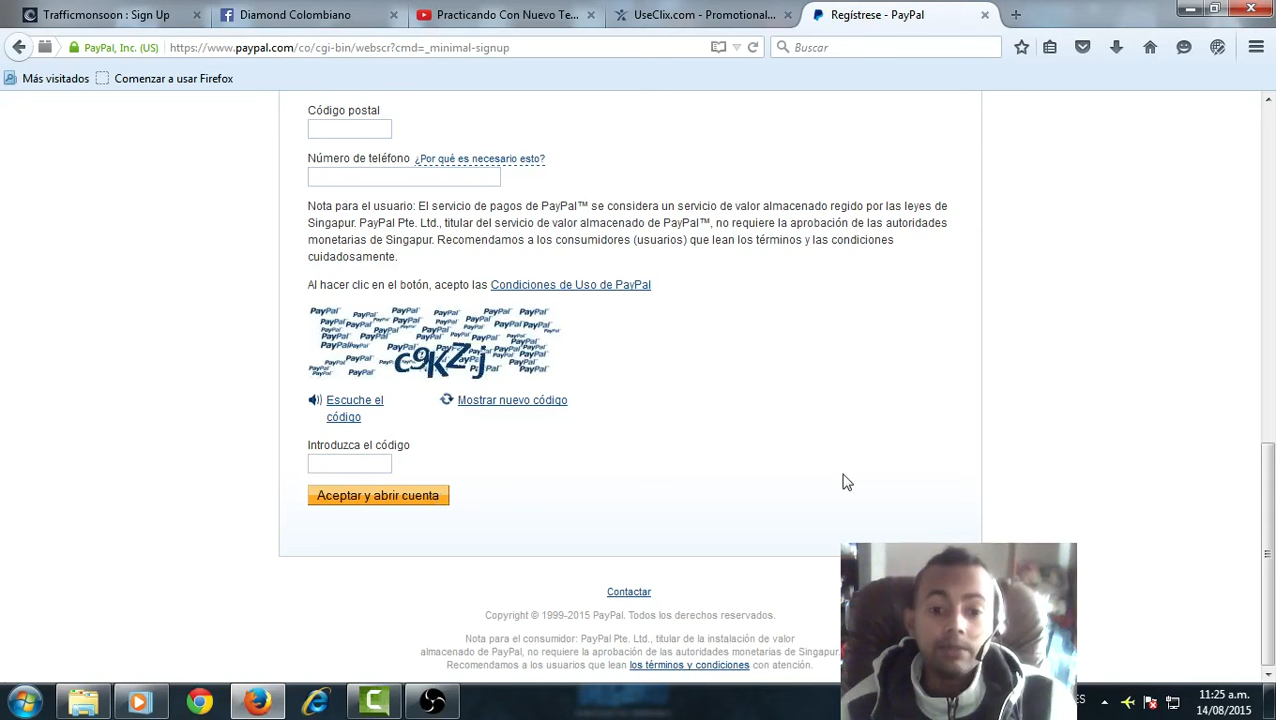 Trafficmonsoon : Sign Up
Diamond Colombiano
Practicando Con Nuevo Te...
UseClix.com - Promotional...
Regístrese - PayPal
PayPal, Inc. (US)
https://www.paypal.com/co/cgi-bin/webscr?cmd=_minimal-signup
Buscar
Más visitados
Comenzar a usar Firefox
Código postal
Número de teléfono ¿Por qué es necesario esto?
Nota para el usuario: El servicio de pagos de PayPal™ se considera un servicio de valor almacenado regido por las leyes de
Singapur. PayPal Pte. Ltd., titular del servicio de valor almacenado de PayPal™, no requiere la aprobación de las autoridades
monetarias de Singapur. Recomendamos a los consumidores (usuarios) que lean los términos y las condiciones
cuidadosamente.
Al hacer clic en el botón, acepto las Condiciones de Uso de PayPal
c9KZj
Escuche el
código
Mostrar nuevo código
Introduzca el código
Aceptar y abrir cuenta
Contactar
Copyright © 1999-2015 PayPal. Todos los derechos reservados.
Nota para el consumidor: PayPal Pte. Ltd., titular de la instalación de valor
almacenado de PayPal, no requiere la aprobación de las autoridades monetarias de Singapur.
Recomendamos a los usuarios que lean los términos y condiciones con atención.
ES
11:25 a.m.
14/08/2015